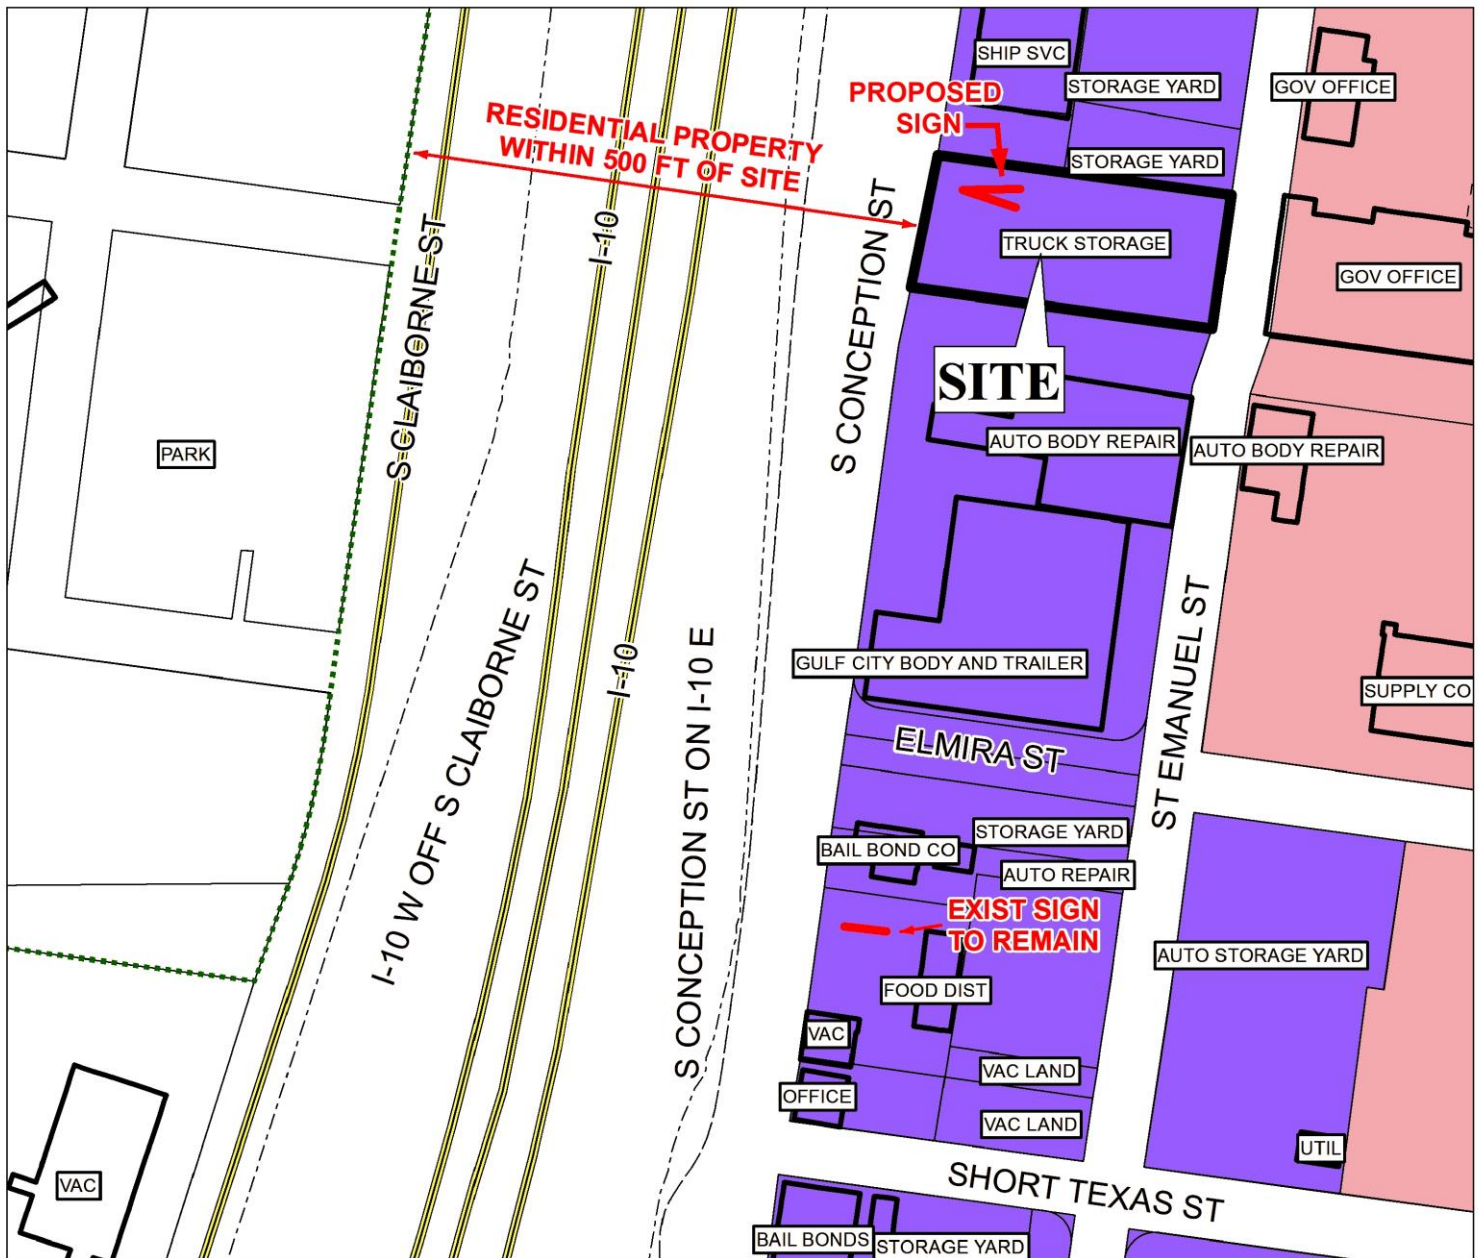 SHIP SVC
STORAGE YARD
GOV OFFICE
PROPOSED
SIGN
RESIDENTIAL PROPERTY
WITHIN 500 FT OF SITE
STORAGE YARD
I-10
S CLAIBORNE ST
S CONCEPTION ST
TRUCK STORAGE
GOV OFFICE
SITE
PARK
AUTO BODY REPAIR
AUTO BODY REPAIR
I-10 W OFF S CLAIBORNE ST
I-10
S CONCEPTION ST ON I-10 E
GULF CITY BODY AND TRAILER
ST EMANUEL ST
SUPPLY CO
ELMIRA ST
STORAGE YARD
BAIL BOND CO
AUTO REPAIR
EXIST SIGN
TO REMAIN
AUTO STORAGE YARD
FOOD DIST
VAC
VAC LAND
OFFICE
VAC LAND
UTIL
VAC
SHORT TEXAS ST
BAIL BONDS
STORAGE YARD